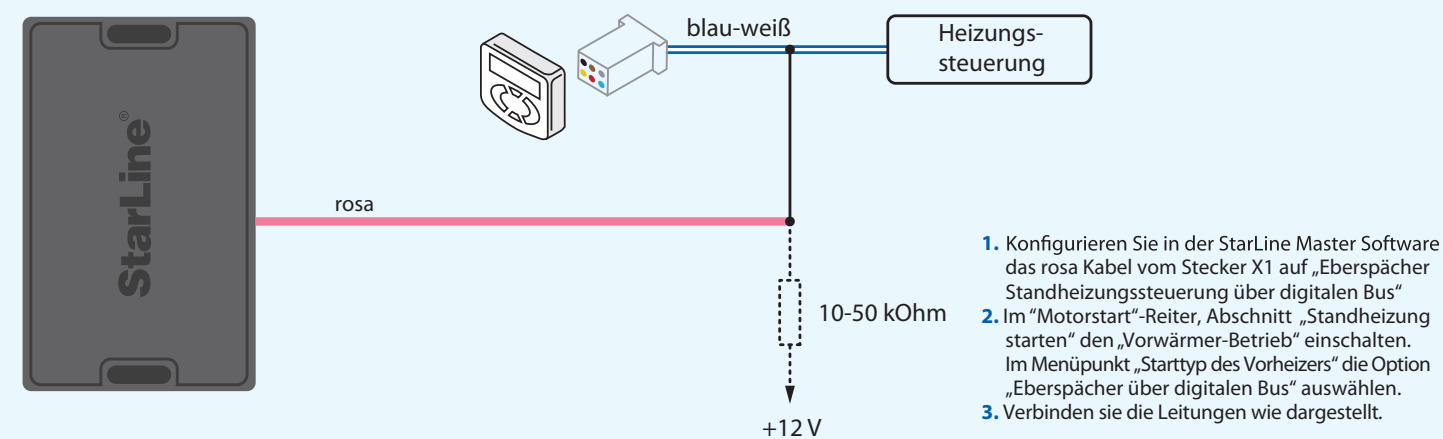 StarLine®
blau-weiß
Heizungs-
steuerung
rosa
10-50 kOhm
+12 V
1. Konfigurieren Sie in der StarLine Master Software
das rosa Kabel vom Stecker X1 auf „Eberspächer
Standheizungssteuerung über digitalen Bus“
2. Im “Motorstart“-Reiter, Abschnitt „Standheizung
starten“ den „Vorwärmer-Betrieb“ einschalten.
Im Menüpunkt „Starttyp des Vorheizers“ die Option
„Eberspächer über digitalen Bus“ auswählen.
3. Verbinden sie die Leitungen wie dargestellt.